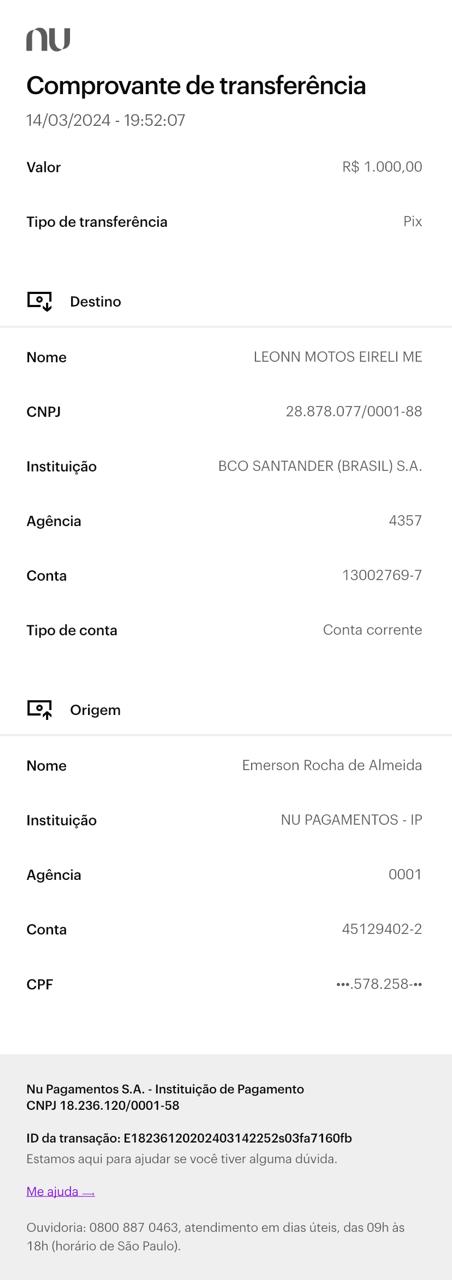 nu
Comprovante de transferência
14/03/2024 - 19:52:07
Valor R$ 1.000,00
Tipo de transferência Pix
Destino
Nome LEONN MOTOS EIRELI ME
CNPJ 28.878.077/0001-88
Instituição BCO SANTANDER (BRASIL) S.A.
Agência 4357
Conta 13002769-7
Tipo de conta Conta corrente
Origem
Nome Emerson Rocha de Almeida
Instituição NU PAGAMENTOS - IP
Agência 0001
Conta 45129402-2
CPF •••.578.258-••
Nu Pagamentos S.A. - Instituição de Pagamento
CNPJ 18.236.120/0001-58
ID da transação: E18236120202403142252s03fa7160fb
Estamos aqui para ajudar se você tiver alguma dúvida.
Me ajuda →
Ouvidoria: 0800 887 0463, atendimento em dias úteis, das 09h às
18h (horário de São Paulo).